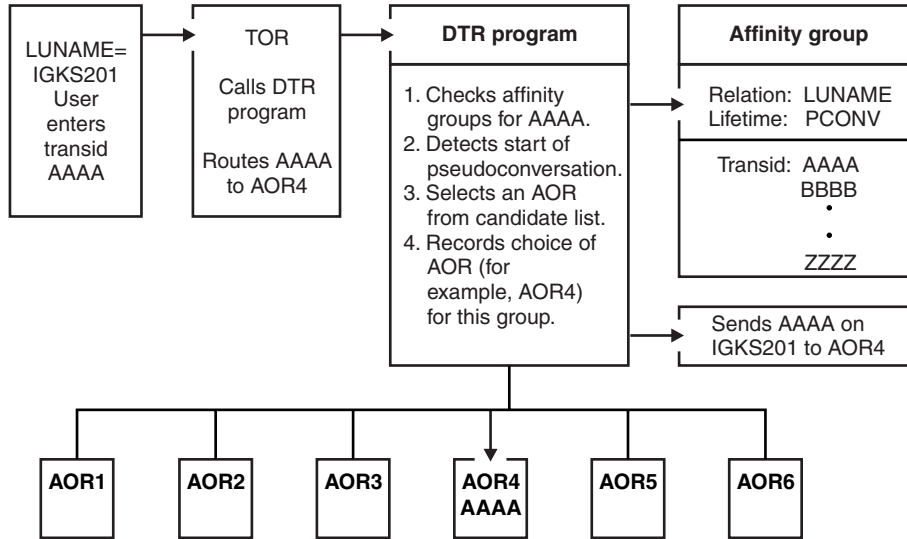 LUNAME=
IGKS201
User
enters
transid
AAAA
TOR
Calls DTR
program
Routes AAAA
to AOR4
DTR program
1. Checks affinity
groups for AAAA.
2. Detects start of
pseudoconversation.
3. Selects an AOR
from candidate list.
4. Records choice of
AOR (for
example, AOR4)
for this group.
Affinity group
Relation: LUNAME
Lifetime: PCONV
Transid: AAAA
BBBB
•
•
ZZZZ
Sends AAAA on
IGKS201 to AOR4
AOR1
AOR2
AOR3
AOR4
AAAA
AOR5
AOR6